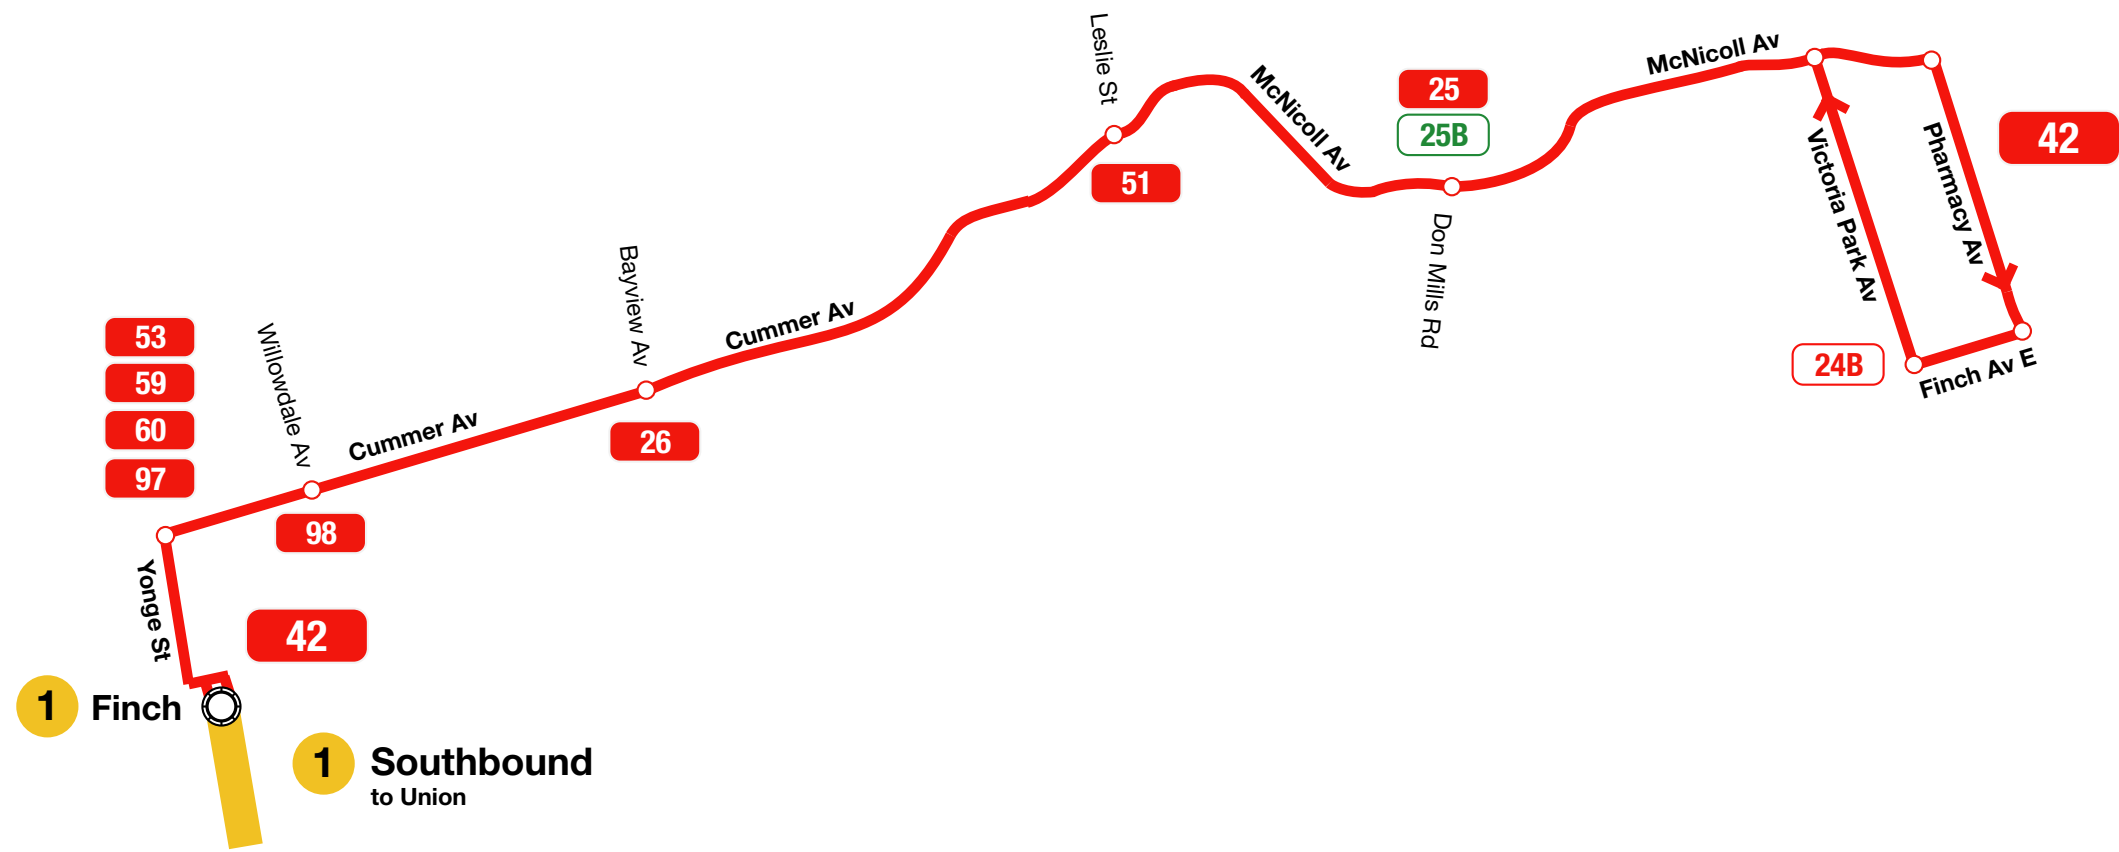 Leslie St
McNicoll Av
McNicoll Av
25
25B
42
Victoria Park Av
Pharmacy Av
51
Don Mills Rd
Bayview Av
Cummer Av
53
59
60
97
Willowdale Av
Cummer Av
26
24B
Finch Av E
98
Yonge St
42
1 Finch
1 Southbound
to Union